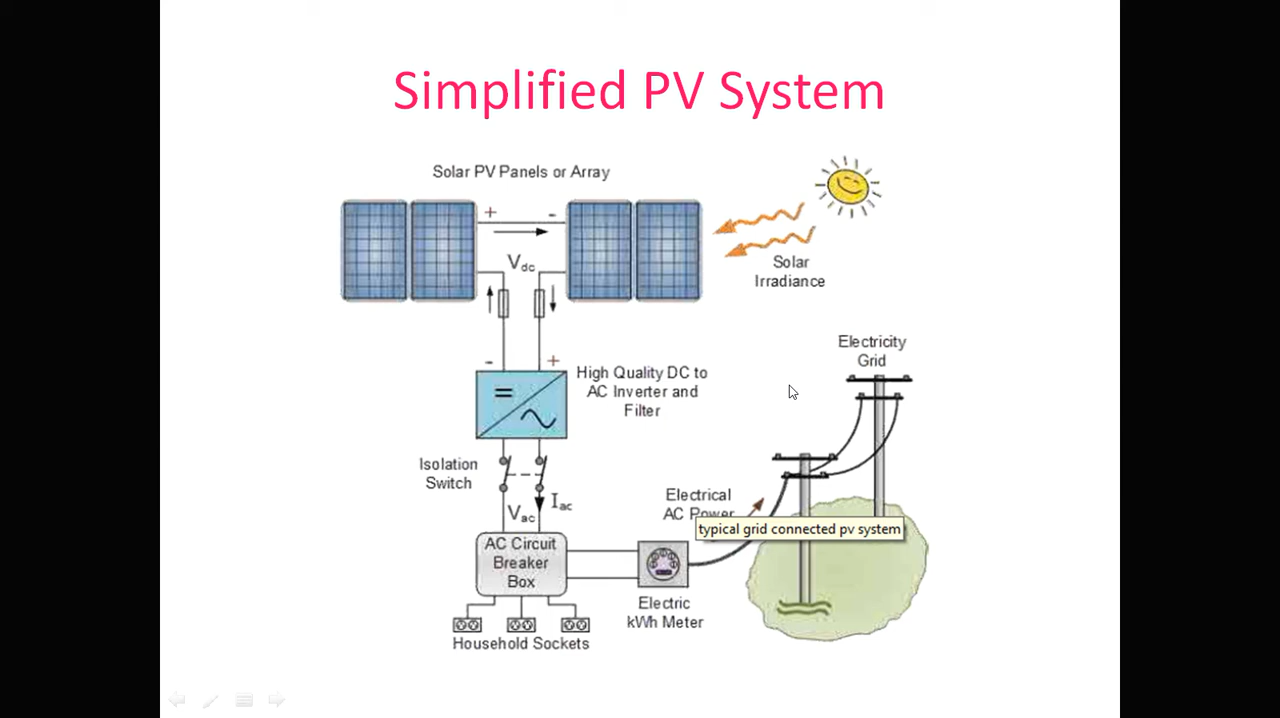 Simplified PV System
Solar PV Panels or Array
+ -
Vdc
Solar
Irradiance
- +
High Quality DC to
AC Inverter and
Filter
Electricity
Grid
Isolation
Switch
Iac
Vac
Electrical
AC Power
typical grid connected pv system
AC Circuit
Breaker
Box
Electric
kWh Meter
Household Sockets